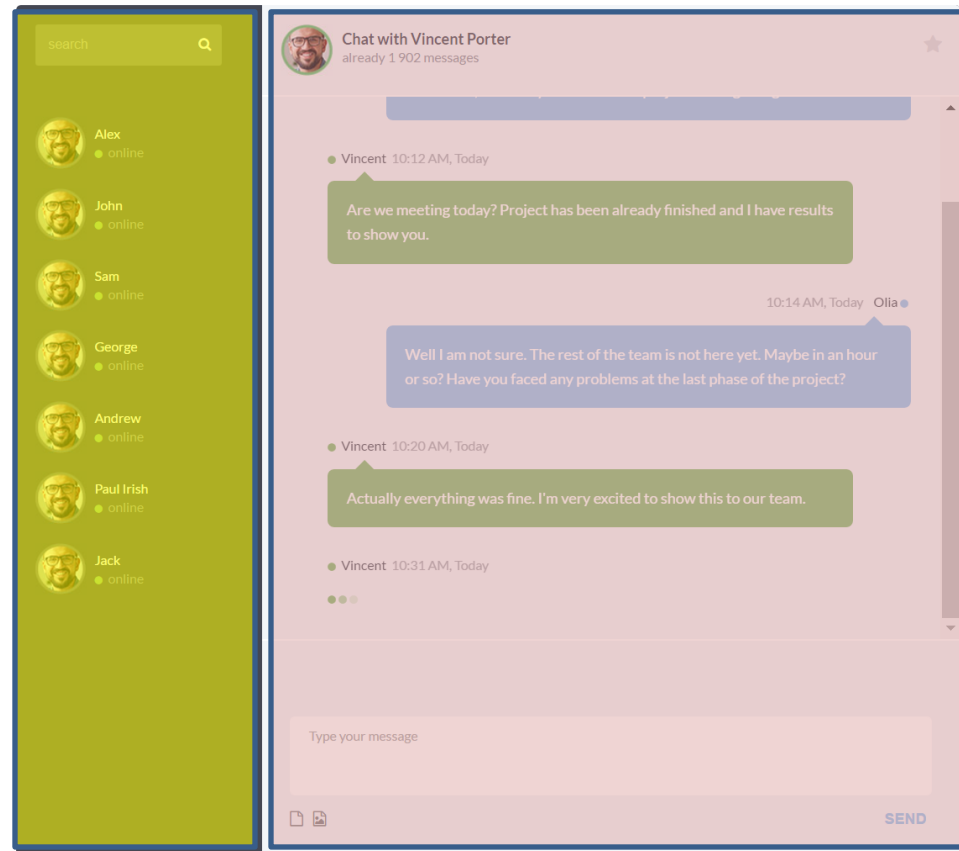 search
Alex
online
John
online
Sam
online
George
online
Andrew
online
Paul Irish
online
Jack
online
Chat with Vincent Porter
already 1 902 messages
Vincent 10:12 AM, Today
Are we meeting today? Project has been already finished and I have results
to show you.
10:14 AM, Today Olia
Well I am not sure. The rest of the team is not here yet. Maybe in an hour
or so? Have you faced any problems at the last phase of the project?
Vincent 10:20 AM, Today
Actually everything was fine. I'm very excited to show this to our team.
Vincent 10:31 AM, Today
Type your message
SEND